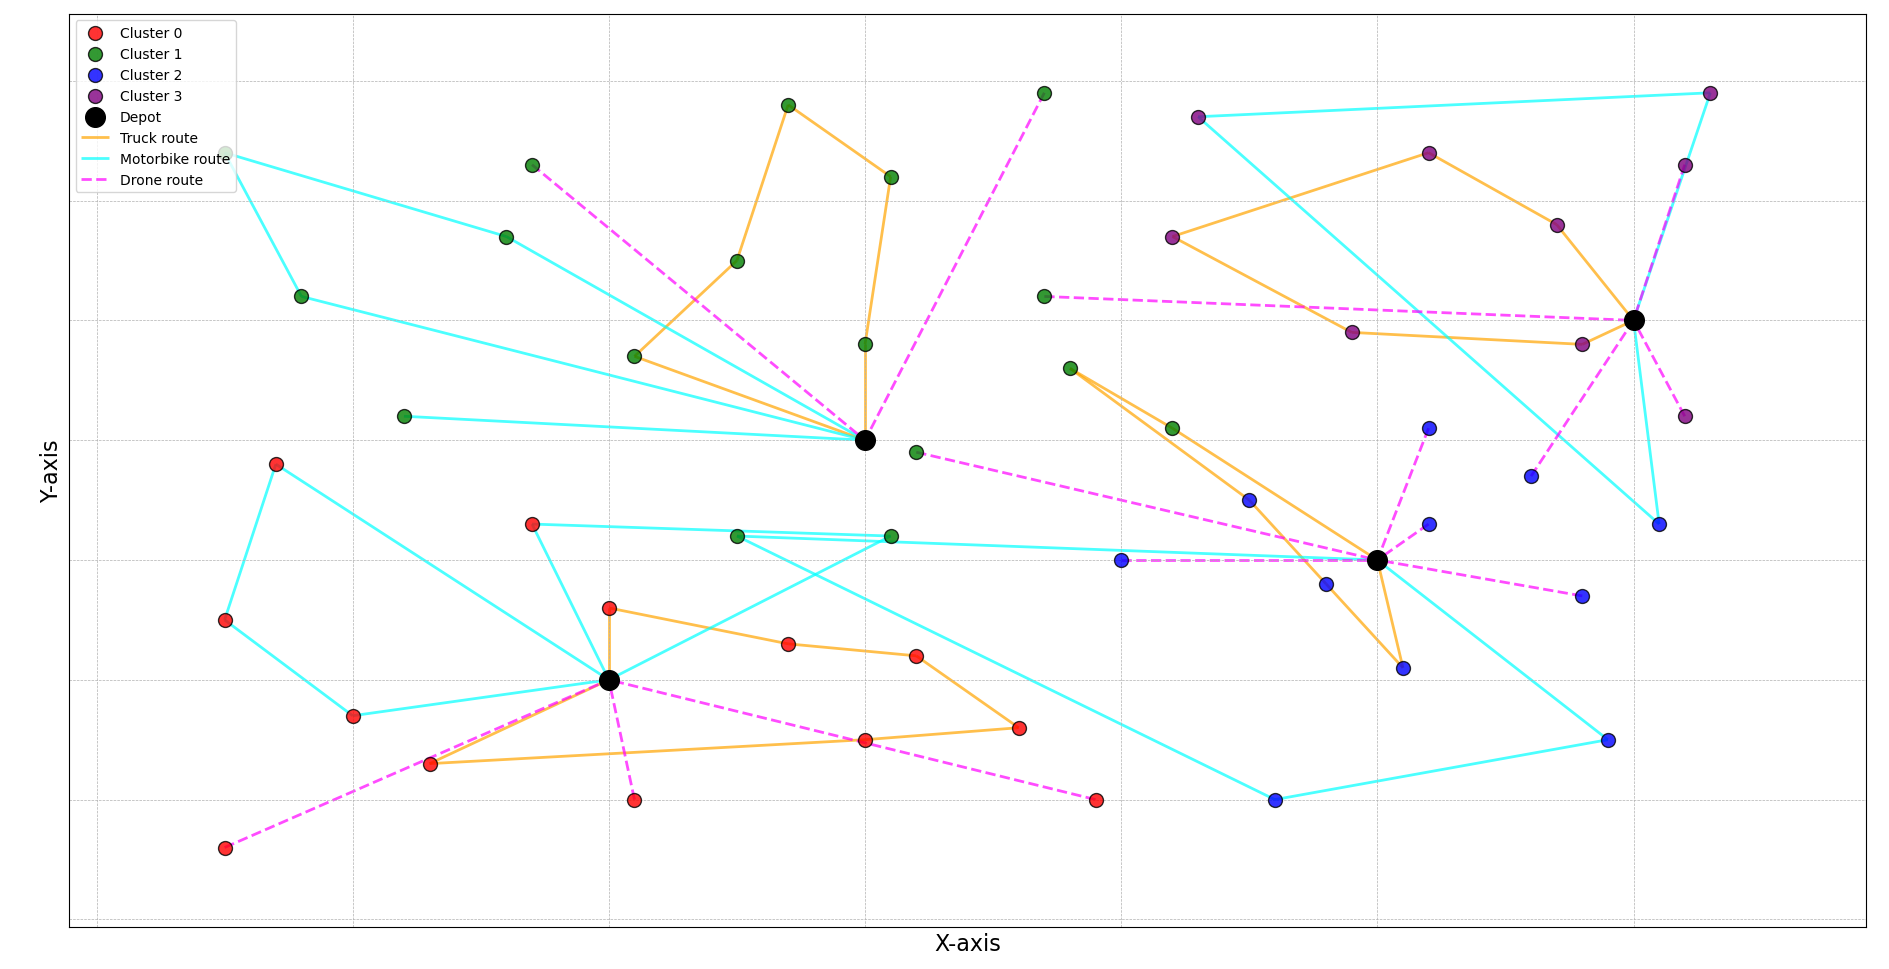 Cluster 0
Cluster 1
Cluster 2
Cluster 3
Depot
Truck route
Motorbike route
Drone route
Y-axis
X-axis